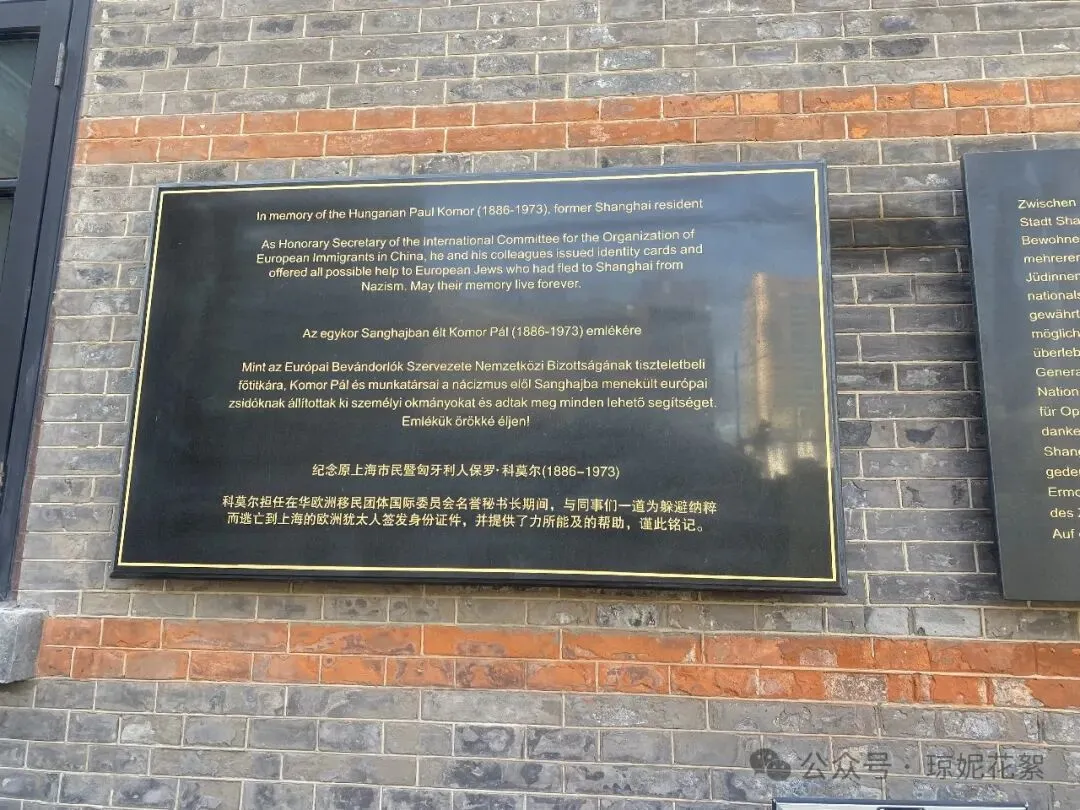 In memory of the Hungarian Paul Komor (1886-1973), former Shanghai resident
As Honorary Secretary of the International Committee for the Organization of
European Immigrants in China, he and his colleagues issued identity cards and
offered all possible help to European Jews who had fled to Shanghai from
Nazism. May their memory live forever.
Az egykor Sanghajban élt Komor Pál (1886-1973) emlékére
Mint az Európai Bevándorlók Szervezete Nemzetközi Bizottságának tiszteletbeli
főtitkára, Komor Pál és munkatársai a nácizmus elől Sanghajba menekült európai
zsidóknak állítottak ki személyi okmányokat és adtak meg minden lehető segítséget.
Emlékük örökké éljen!
纪念原上海市民暨匈牙利人保罗·科莫尔(1886-1973)
科莫尔担任在华欧洲移民团体国际委员会名誉秘书长期间，与同事们一道为躲避纳粹
而逃亡到上海的欧洲犹太人签发身份证件，并提供了力所能及的帮助，谨此铭记。
Zwischen
Stadt Sha
Bewohne
mehrerer
Jüdinnen
nationals
gewährt
möglich
überleb
Genera
Nation
für Op
danke
Shang
geder
Ermo
des
Auf
公众号·琼妮花絮